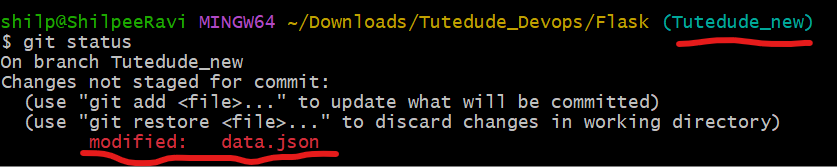 shilp@ShilpeeRavi MINGW64 ~/Downloads/Tutedude_Devops/Flask (Tutedude_new)
$ git status
On branch Tutedude_new
Changes not staged for commit:
  (use "git add <file>..." to update what will be committed)
  (use "git restore <file>..." to discard changes in working directory)
        modified:   data.json